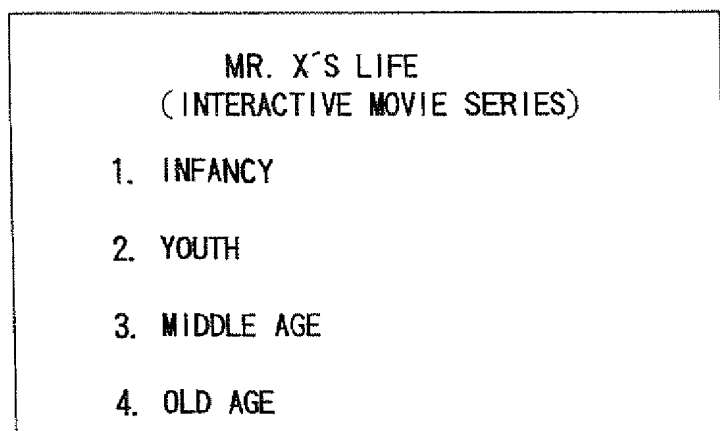 MR. X´S LIFE
(INTERACTIVE MOVIE SERIES)
1. INFANCY
2. YOUTH
3. MIDDLE AGE
4. OLD AGE